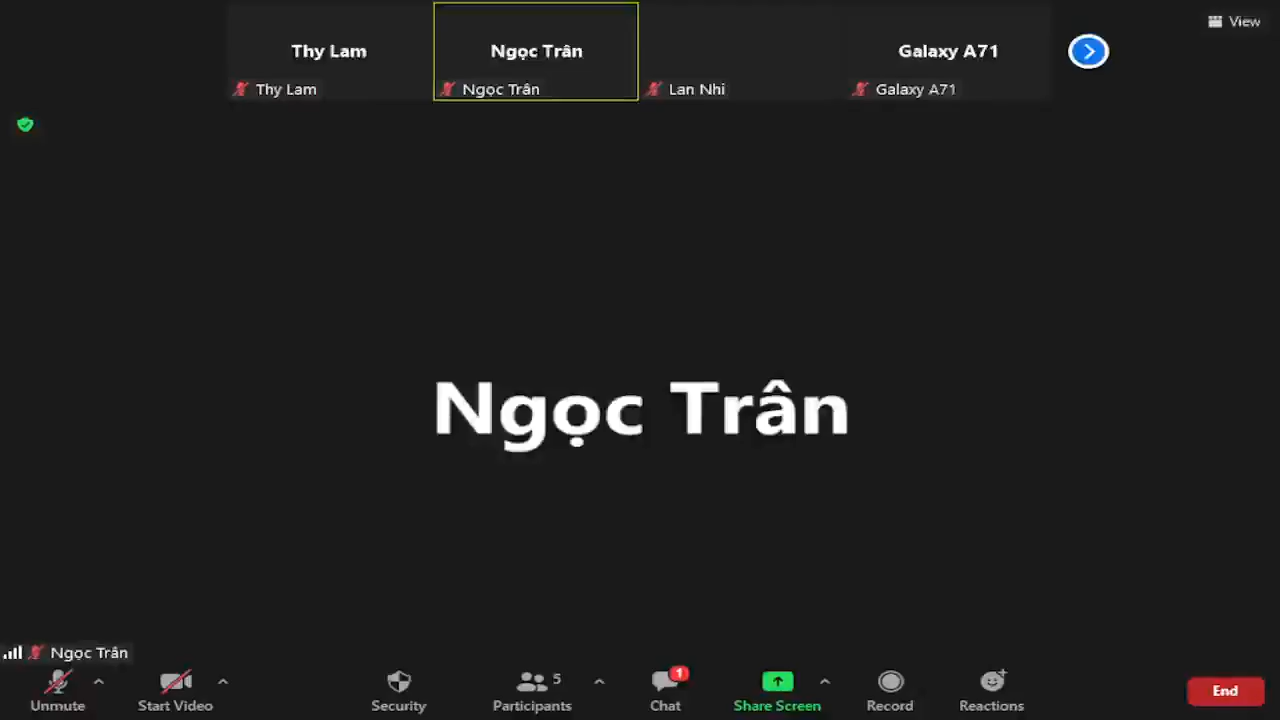 View
Thy Lam
Ngọc Trân
Galaxy A71
Thy Lam
Ngọc Trân
Lan Nhi
Galaxy A71
Ngọc Trân
Ngọc Trân
5
1
Unmute
Start Video
Security
Participants
Chat
Share Screen
Record
Reactions
End